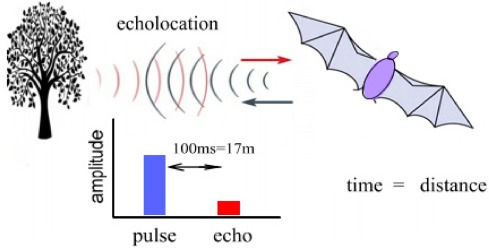 echolocation
amplitude
100ms=17m
time = distance
pulse echo